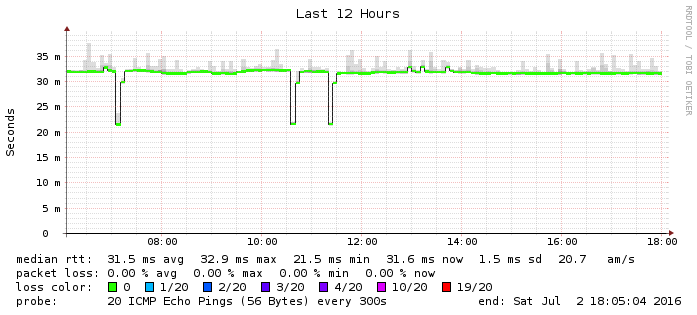 Last 12 Hours
RRDTOOL / TOBI OETIKER
Seconds
35 m
30 m
25 m
20 m
15 m
10 m
5 m
0
08:00 10:00 12:00 14:00 16:00 18:00
median rtt: 31.5 ms avg 32.9 ms max 21.5 ms min 31.6 ms now 1.5 ms sd 20.7 am/s
packet loss: 0.00 % avg 0.00 % max 0.00 % min 0.00 % now
loss color: 0 1/20 2/20 3/20 4/20 10/20 19/20
probe: 20 ICMP Echo Pings (56 Bytes) every 300s end: Sat Jul 2 18:05:04 2016